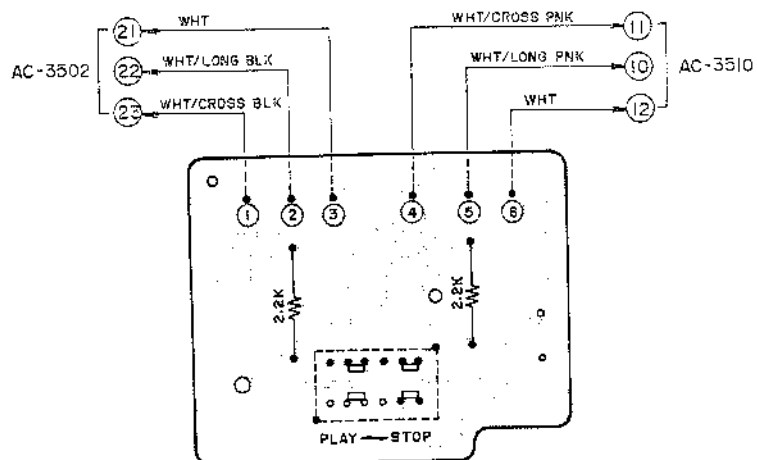 21 WHT WHT/CROSS PNK 11
AC-3502 22 WHT/LONG BLK WHT/LONG PNK 10 AC-3510
23 WHT/CROSS BLK WHT 12
1 2 3 4 5 6
2.2K 2.2K
PLAY STOP